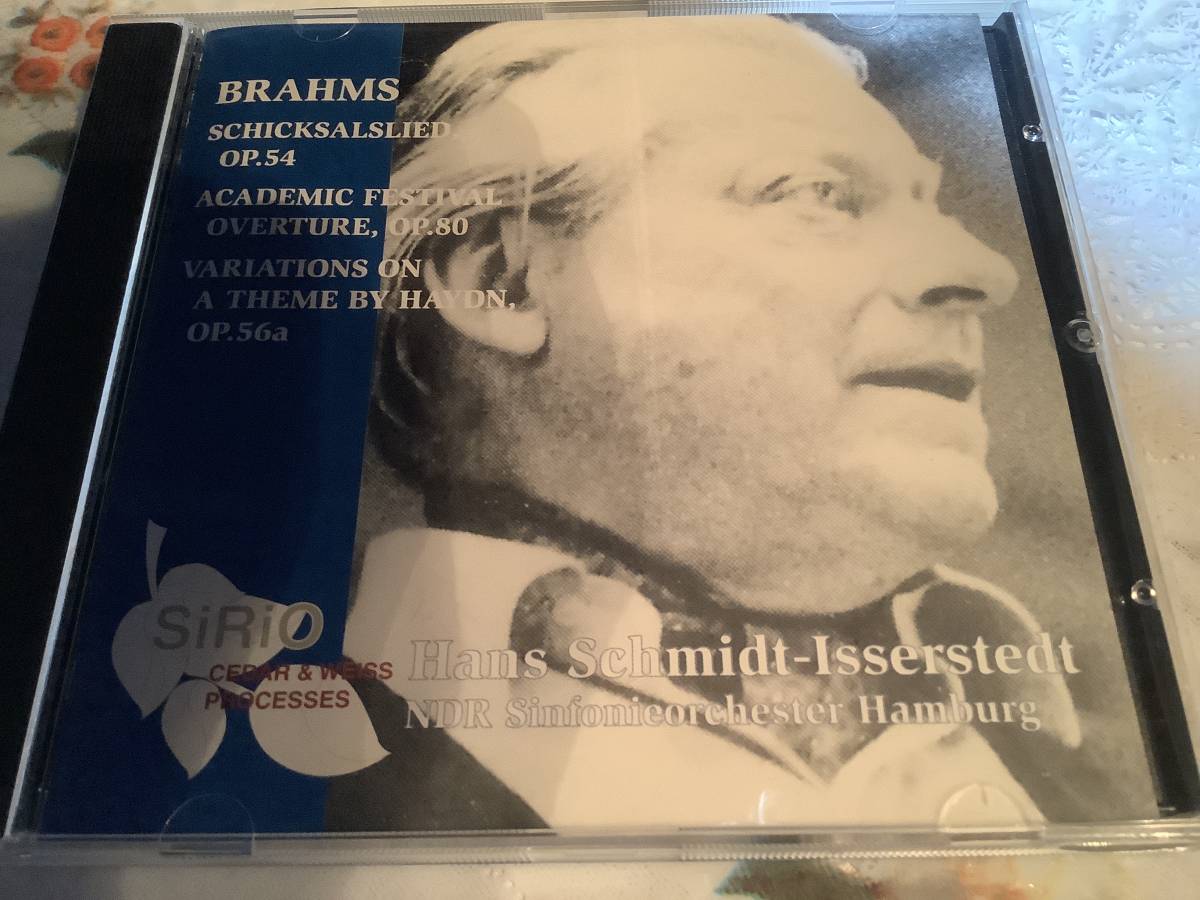 BRAHMS
SCHICKSALSLIED,
OP.54
ACADEMIC FESTIVAL
OVERTURE, OP.80
VARIATIONS ON
A THEME BY HAYDN,
OP.56a
SiRiO
CEDAR & WEISS
PROCESSES
Hans Schmidt-Isserstedt
NDR Sinfonieorchester Hamburg